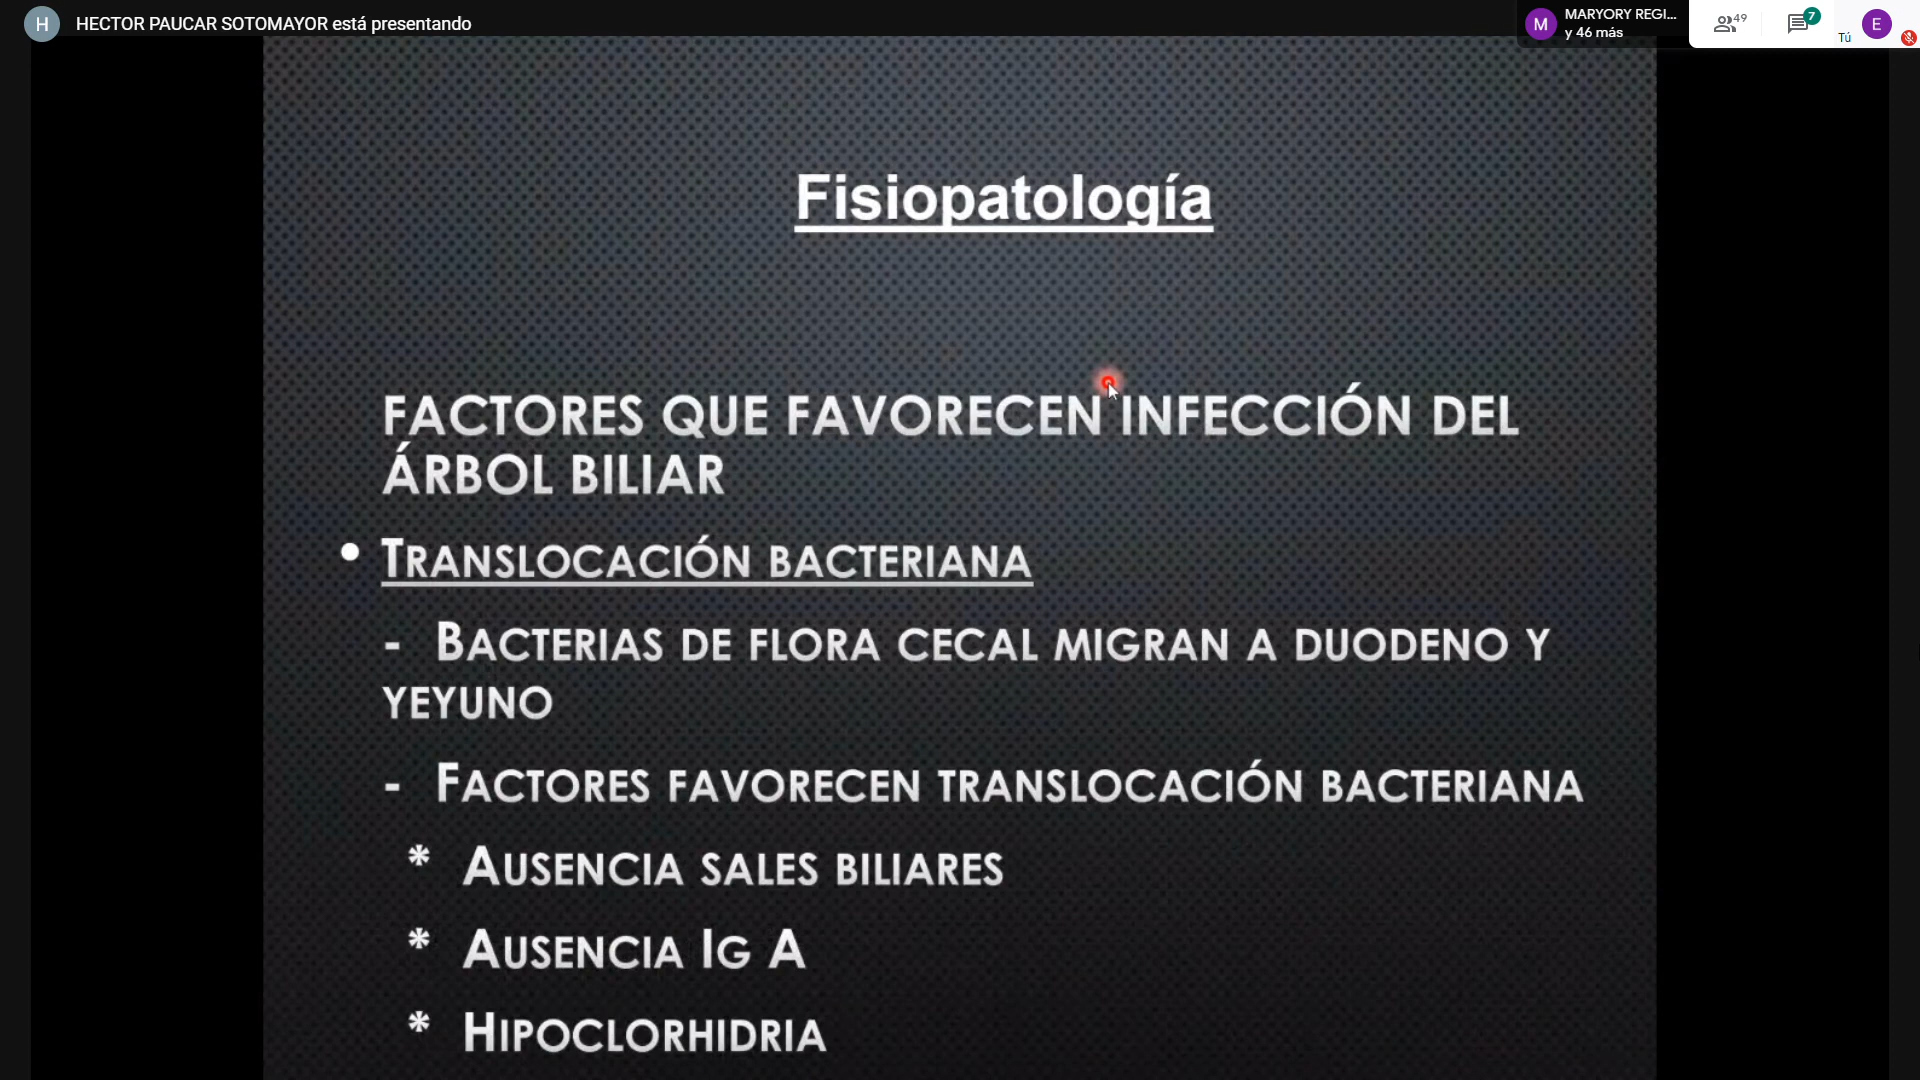 H HECTOR PAUCAR SOTOMAYOR está presentando
M MARYORY REGI...
y 46 más
49
7
Tú
E
Fisiopatología
FACTORES QUE FAVORECEN INFECCIÓN DEL
ÁRBOL BILIAR
• TRANSLOCACIÓN BACTERIANA
- BACTERIAS DE FLORA CECAL MIGRAN A DUODENO Y
YEYUNO
- FACTORES FAVORECEN TRANSLOCACIÓN BACTERIANA
* AUSENCIA SALES BILIARES
* AUSENCIA IG A
* HIPOCLORHIDRIA